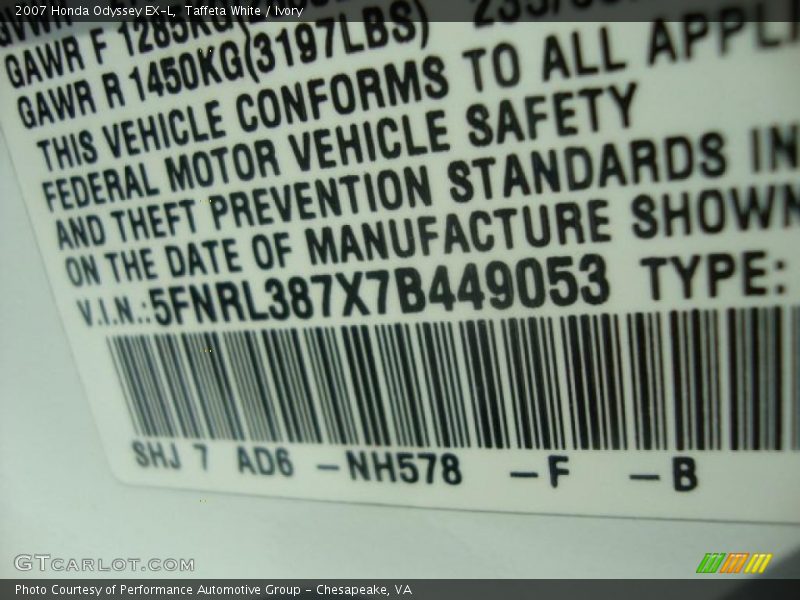 2007 Honda Odyssey EX-L, Taffeta White / Ivory
GAWR F 1285KG(
GAWR R 1450KG(3197LBS)
THIS VEHICLE CONFORMS TO ALL
FEDERAL MOTOR VEHICLE SAFETY
AND THEFT PREVENTION STANDARDS IN
ON THE DATE OF MANUFACTURE SHOWN
V.I.N.:5FNRL387X7B449053 TYPE:
SHJ 7 AD6 -NH578 -F -B
GTCARLOT.COM
Photo Courtesy of Performance Automotive Group - Chesapeake, VA